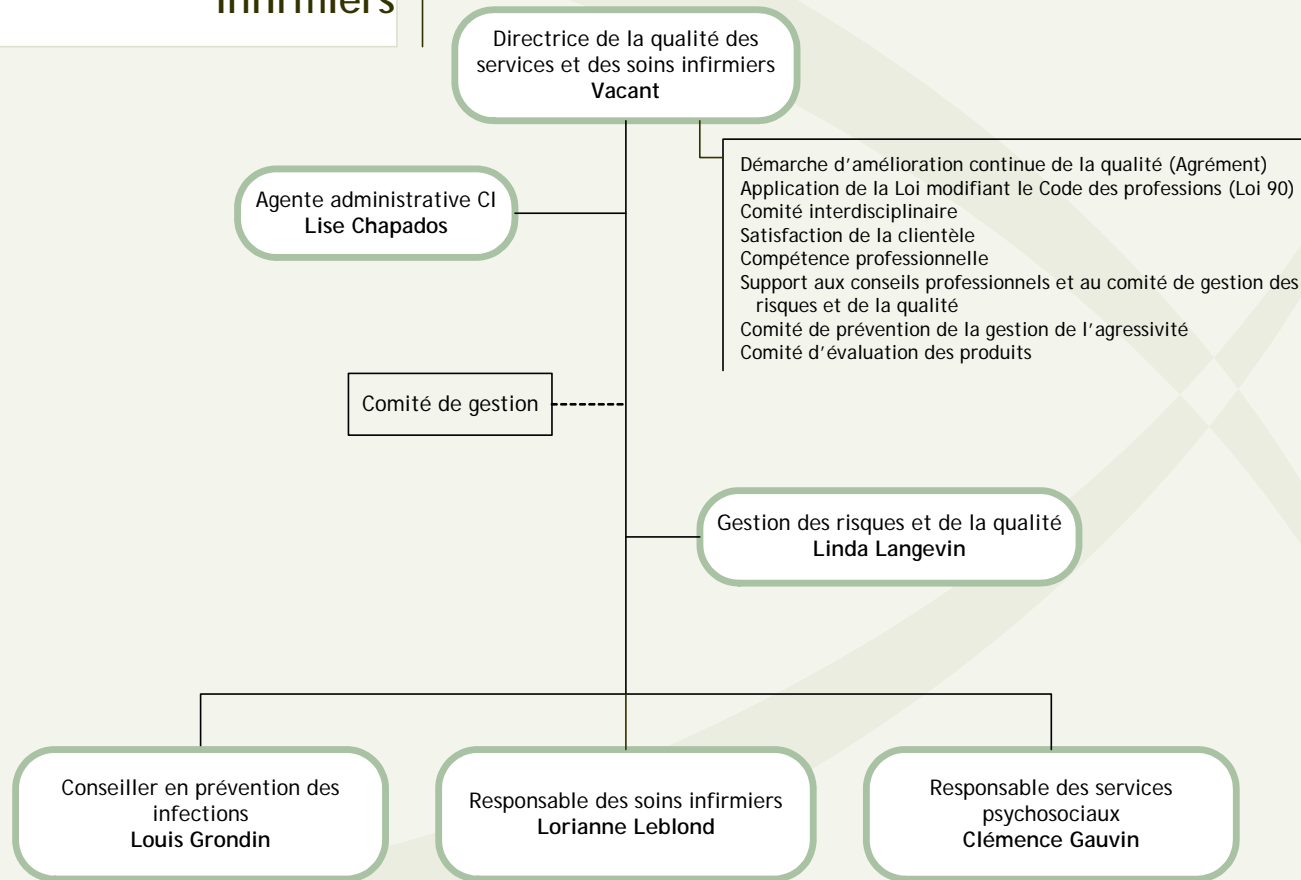 infirmiers
Directrice de la qualité des
services et des soins infirmiers
Vacant
Démarche d'amélioration continue de la qualité (Agrément)
Application de la Loi modifiant le Code des professions (Loi 90)
Comité interdisciplinaire
Satisfaction de la clientèle
Compétence professionnelle
Support aux conseils professionnels et au comité de gestion des
risques et de la qualité
Comité de prévention de la gestion de l'agressivité
Comité d'évaluation des produits
Agente administrative CI
Lise Chapados
Comité de gestion
Gestion des risques et de la qualité
Linda Langevin
Conseiller en prévention des
infections
Louis Grondin
Responsable des soins infirmiers
Lorianne Leblond
Responsable des services
psychosociaux
Clémence Gauvin